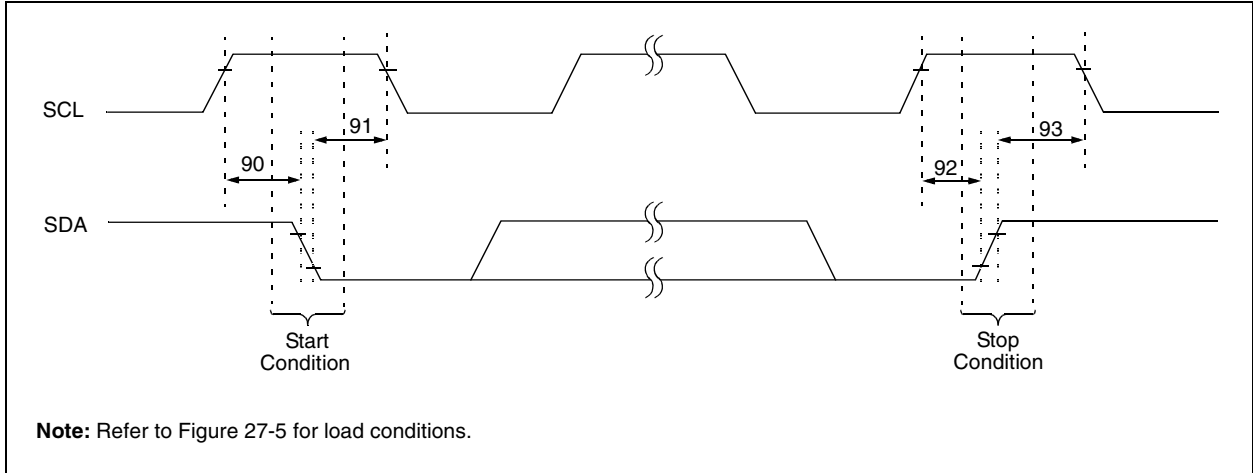 SCL
91
93
90
92
SDA
Start
Condition
Stop
Condition
Note: Refer to Figure 27-5 for load conditions.